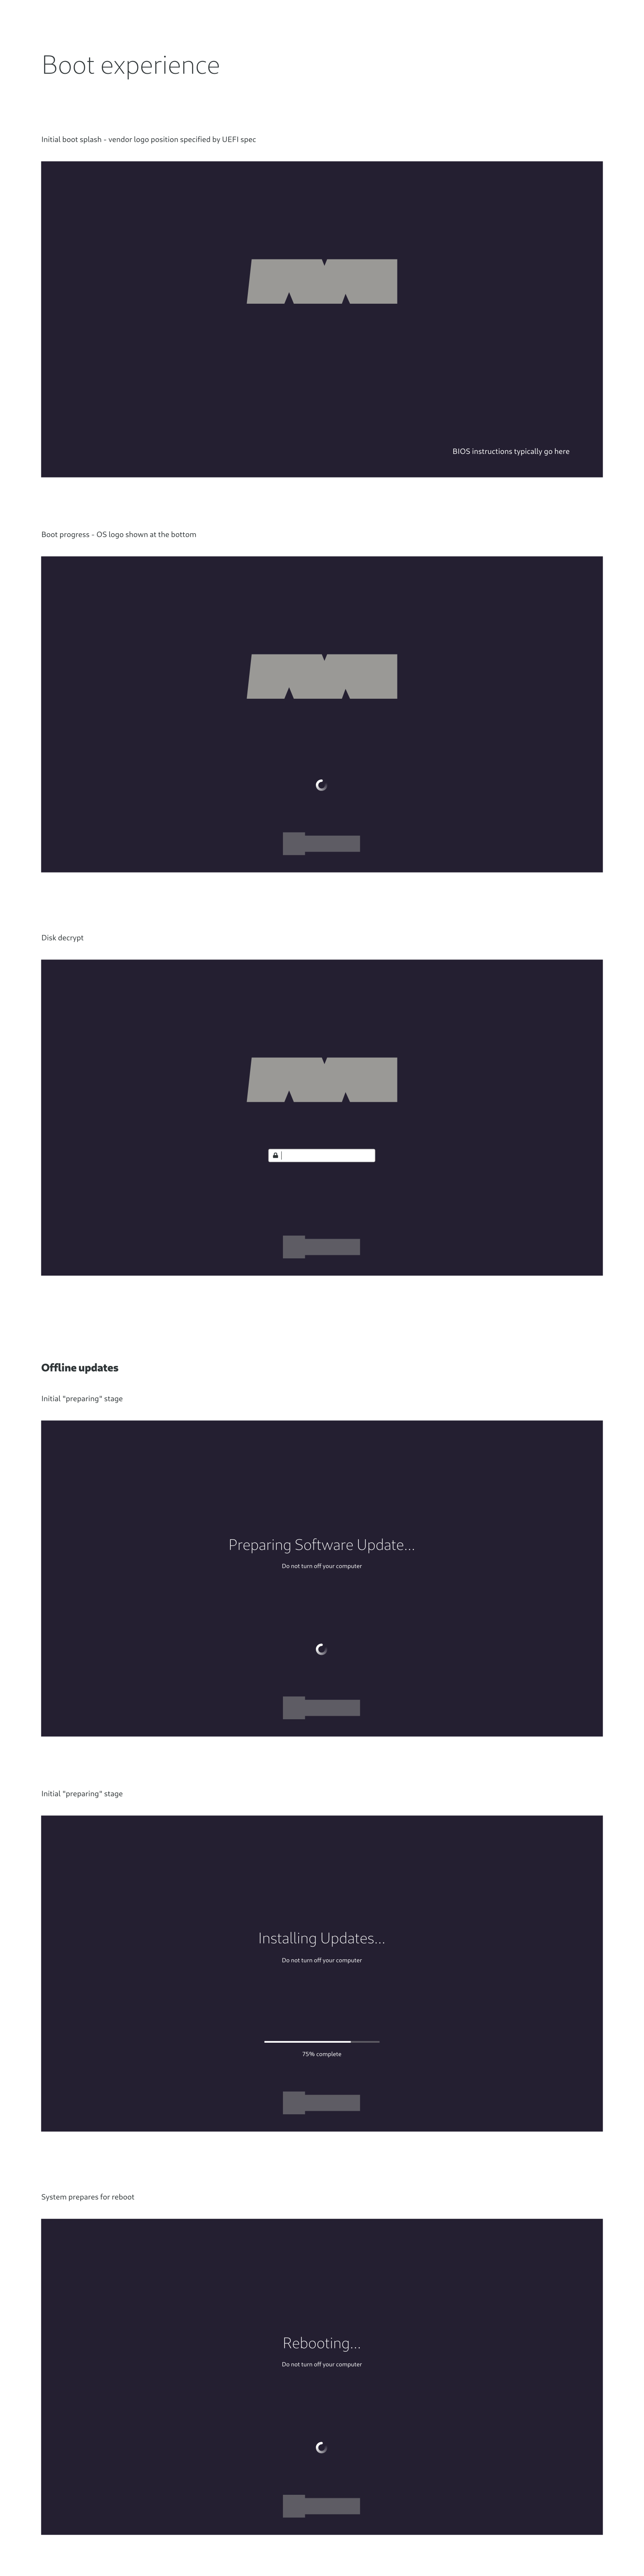 Boot experience
Initial boot splash - vendor logo position specified by UEFI spec
BIOS instructions typically go here
Boot progress - OS logo shown at the bottom
Disk decrypt
Offline updates
Initial "preparing" stage
Preparing Software Update...
Do not turn off your computer
Initial "preparing" stage
Installing Updates...
Do not turn off your computer
75% complete
System prepares for reboot
Rebooting...
Do not turn off your computer